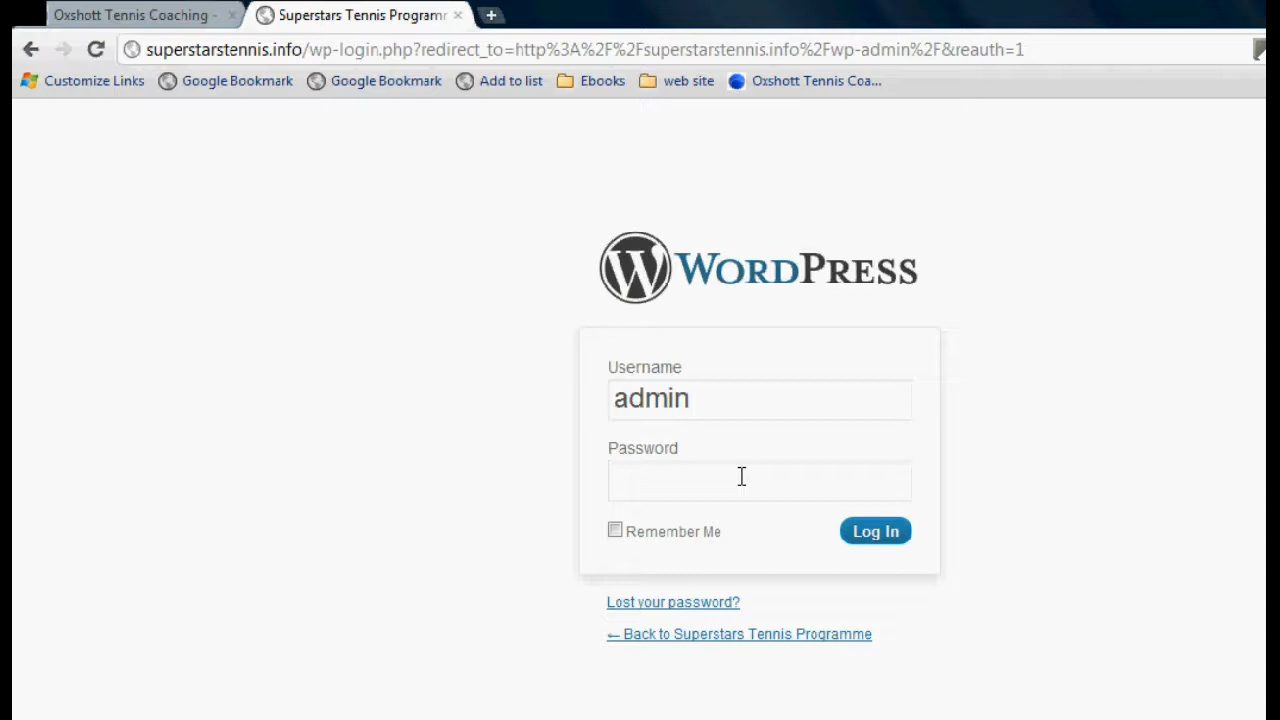 Oxshott Tennis Coaching -
Superstars Tennis Programm
superstarstennis.info/wp-login.php?redirect_to=http%3A%2F%2Fsuperstarstennis.info%2Fwp-admin%2F&reauth=1
Customize Links Google Bookmark Google Bookmark Add to list Ebooks web site Oxshott Tennis Coa...
WORDPRESS
Username
admin
Password
Remember Me
Log In
Lost your password?
← Back to Superstars Tennis Programme